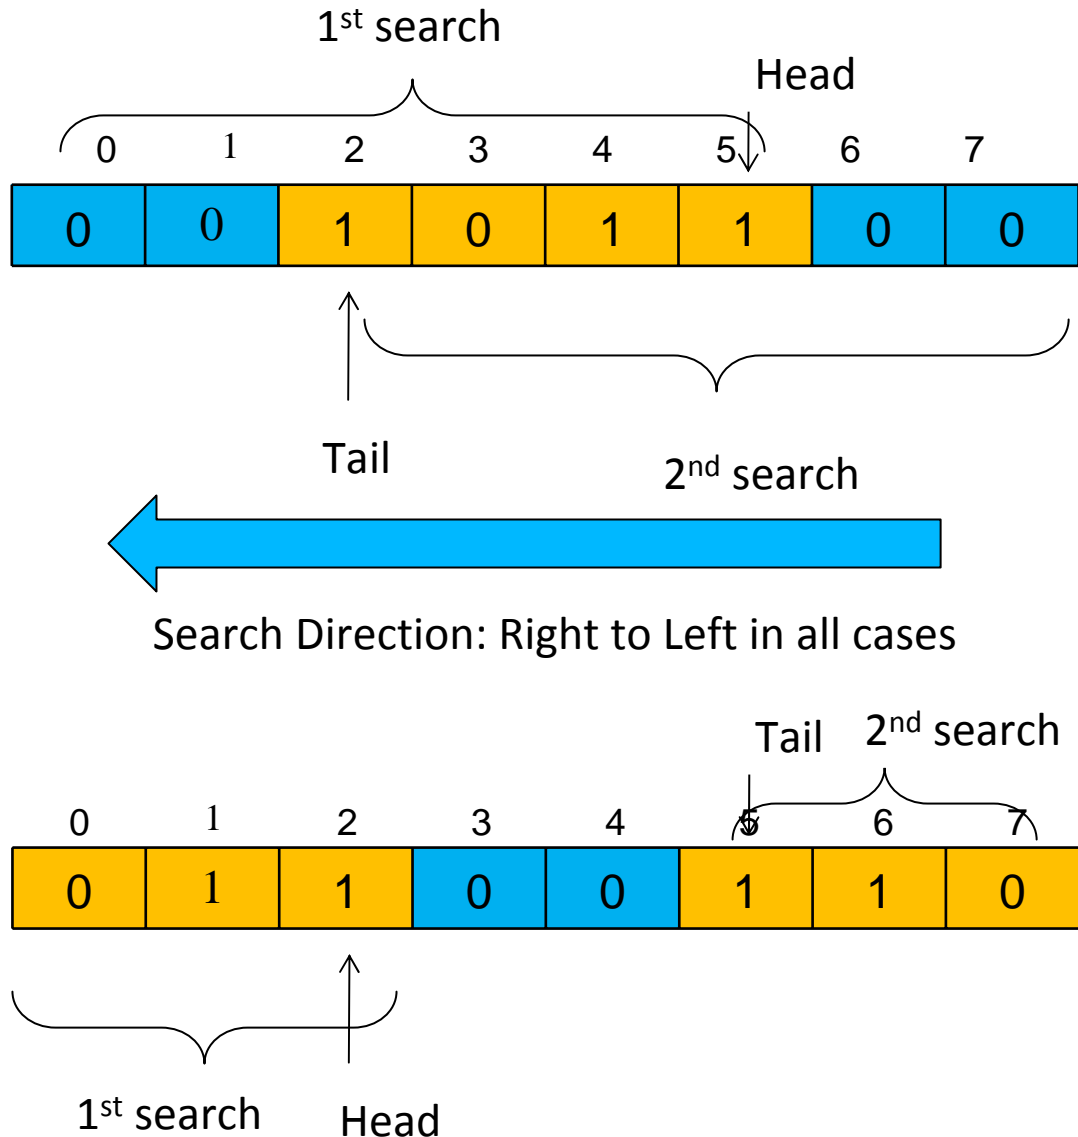 1st search
Head
0 1 2 3 4 5 6 7
0 0 1 0 1 1 0 0
Tail
2nd search
Search Direction: Right to Left in all cases
Tail 2nd search
0 1 2 3 4 5 6 7
0 1 1 0 0 1 1 0
1st search Head